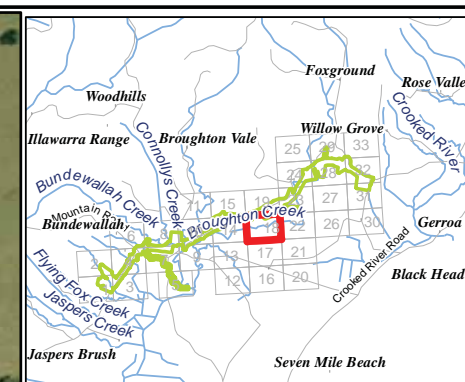 Foxground
Rose Valle
Woodhills
Crooked River
Willow Grove
Illawarra Range
Connollys Creek
Broughton Vale
25
29
33
24
28
32
Bundewallah Creek
11
15
19
23
27
31
Mountain Ra
Broughton Creek
Bundewallah
14
18
22
26
30
Gerroa
Flying Fox Creek
2
3
13
17
21
Crooked River Road
Jaspers Creek
12
16
20
Black Head
Jaspers Brush
Seven Mile Beach